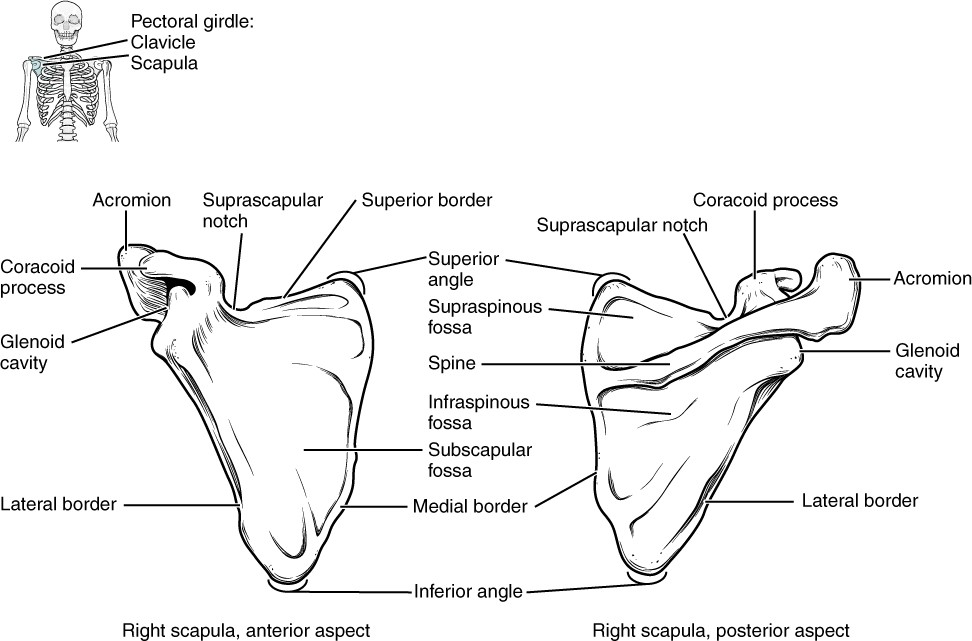 Pectoral girdle:
Clavicle
Scapula
Acromion
Suprascapular
notch
Superior border
Coracoid
process
Glenoid
cavity
Lateral border
Superior
angle
Supraspinous
fossa
Spine
Infraspinous
fossa
Subscapular
fossa
Medial border
Inferior angle
Coracoid process
Suprascapular notch
Acromion
Glenoid
cavity
Lateral border
Right scapula, anterior aspect
Right scapula, posterior aspect